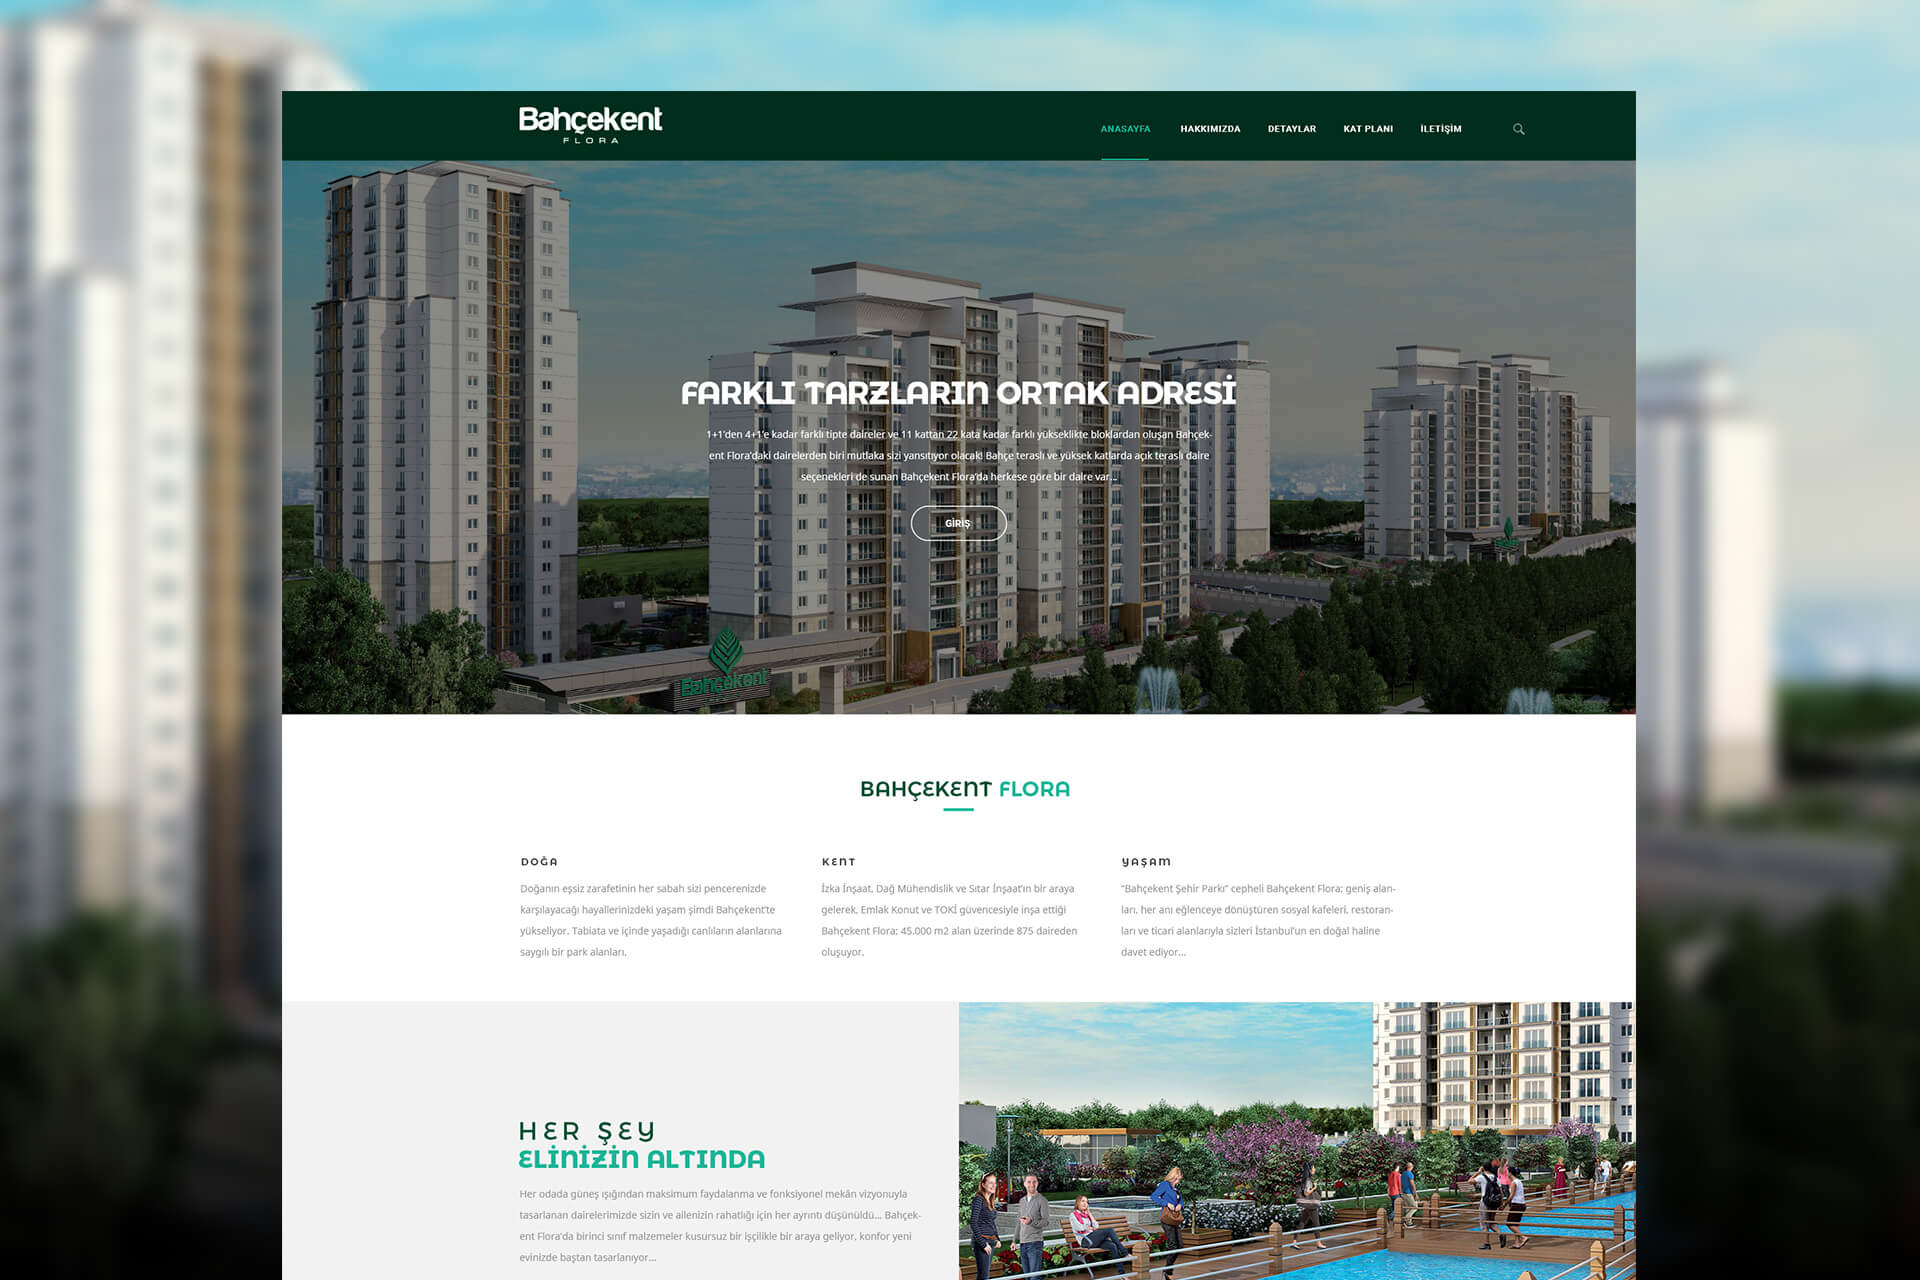 Bahçekent
FLORA
ANASAYFA HAKKIMIZDA DETAYLAR KAT PLANI İLETİŞİM
FARKLI TARZLARIN ORTAK ADRESİ
1+1'den 4+1'e kadar farklı tipte daireler ve 11 kattan 22 kata kadar farklı yükseklikte bloklardan oluşan Bahçek-
ent Flora'daki dairelerden biri mutlaka sizi yansıtıyor olacak! Bahçe teraslı ve yüksek katlarda açık teraslı daire
seçenekleri de sunan Bahçekent Flora'da herkese göre bir daire var...
GİRİŞ
Bahçekent
BAHÇEKENT FLORA
DOĞA
Doğanın eşsiz zarafetinin her sabah sizi pencerenizde
karşılayacağı hayallerinizdeki yaşam şimdi Bahçekent'te
yükseliyor. Tabiata ve içinde yaşadığı canlıların alanlarına
saygılı bir park alanları.
KENT
İzka İnşaat, Dağ Mühendislik ve Sıtar İnşaat'ın bir araya
gelerek, Emlak Konut ve TOKİ güvencesiyle inşa ettiği
Bahçekent Flora; 45.000 m2 alan üzerinde 875 daireden
oluşuyor.
YAŞAM
"Bahçekent Şehir Parkı" cepheli Bahçekent Flora; geniş alan-
ları, her anı eğlenceye dönüştüren sosyal kafeleri, restoran-
ları ve ticari alanlarıyla sizleri İstanbul'un en doğal haline
davet ediyor...
HER ŞEY
ELİNİZİN ALTINDA
Her odada güneş ışığından maksimum faydalanma ve fonksiyonel mekân vizyonuyla
tasarlanan dairelerimizde sizin ve ailenizin rahatlığı için her ayrıntı düşünüldü... Bahçek-
ent Flora'da birinci sınıf malzemeler kusursuz bir işçilikle bir araya geliyor, konfor yeni
evinizde baştan tasarlanıyor...